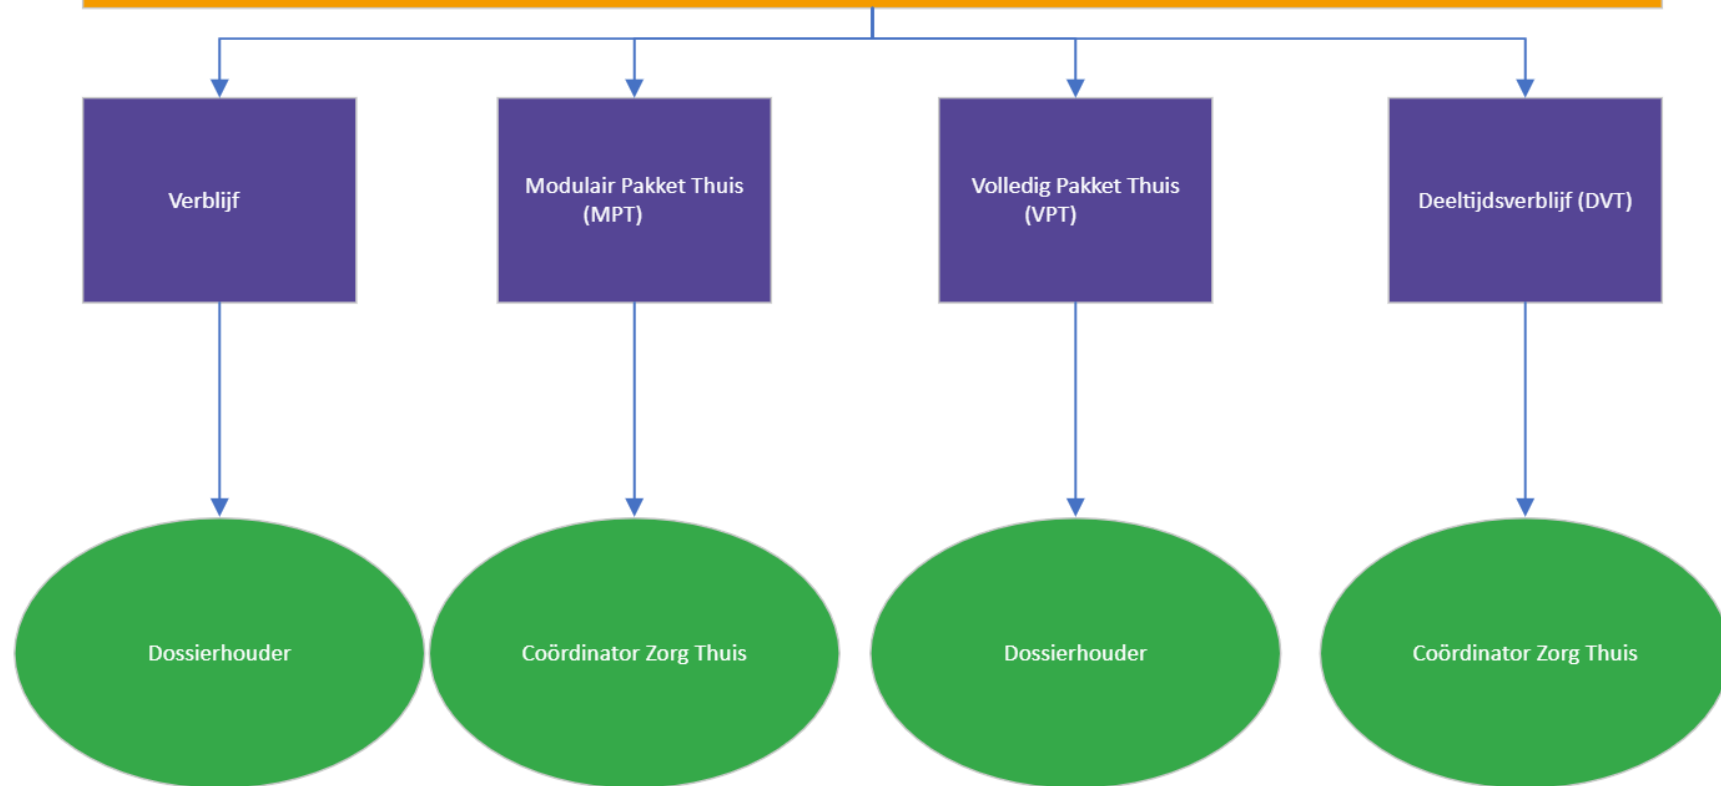 Verblijf
Modulair Pakket Thuis
(MPT)
Volledig Pakket Thuis
(VPT)
Deeltijdsverblijf (DVT)
Dossierhouder
Coördinator Zorg Thuis
Dossierhouder
Coördinator Zorg Thuis